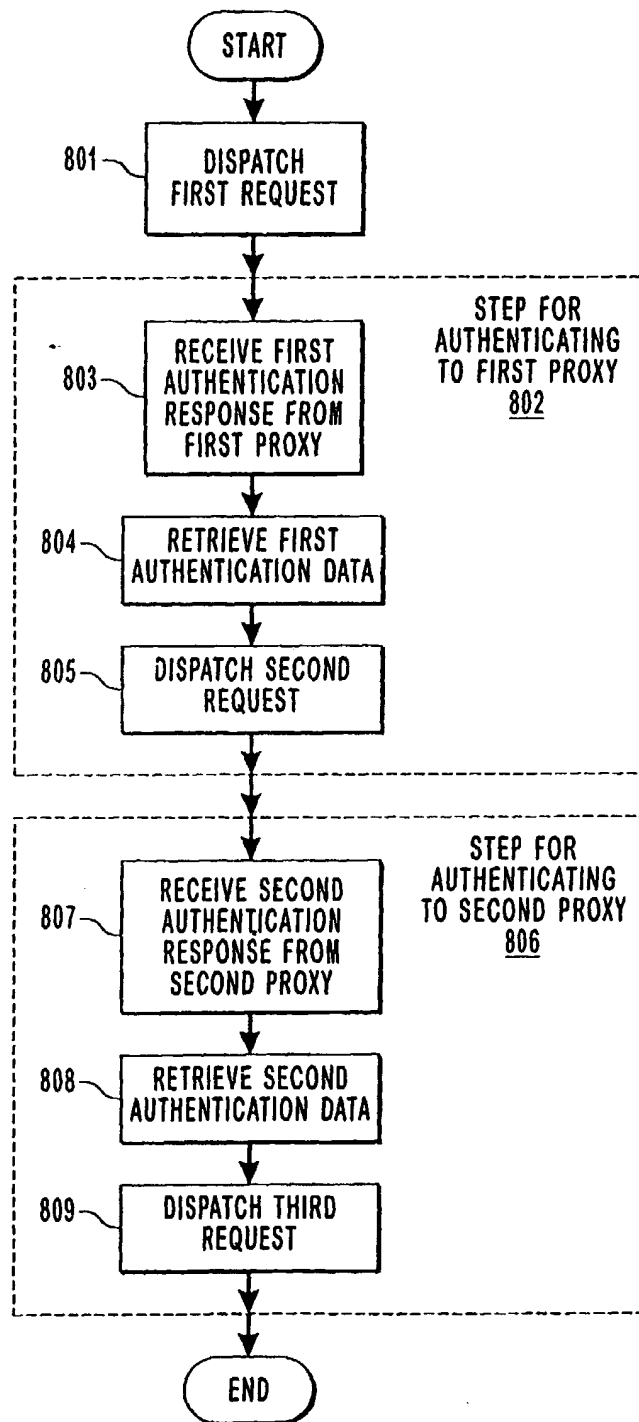 START
801
DISPATCH
FIRST REQUEST
STEP FOR
AUTHENTICATING
TO FIRST PROXY
802
803
RECEIVE FIRST
AUTHENTICATION
RESPONSE FROM
FIRST PROXY
804
RETRIEVE FIRST
AUTHENTICATION DATA
805
DISPATCH SECOND
REQUEST
STEP FOR
AUTHENTICATING
TO SECOND PROXY
806
807
RECEIVE SECOND
AUTHENTICATION
RESPONSE FROM
SECOND PROXY
808
RETRIEVE SECOND
AUTHENTICATION DATA
809
DISPATCH THIRD
REQUEST
END